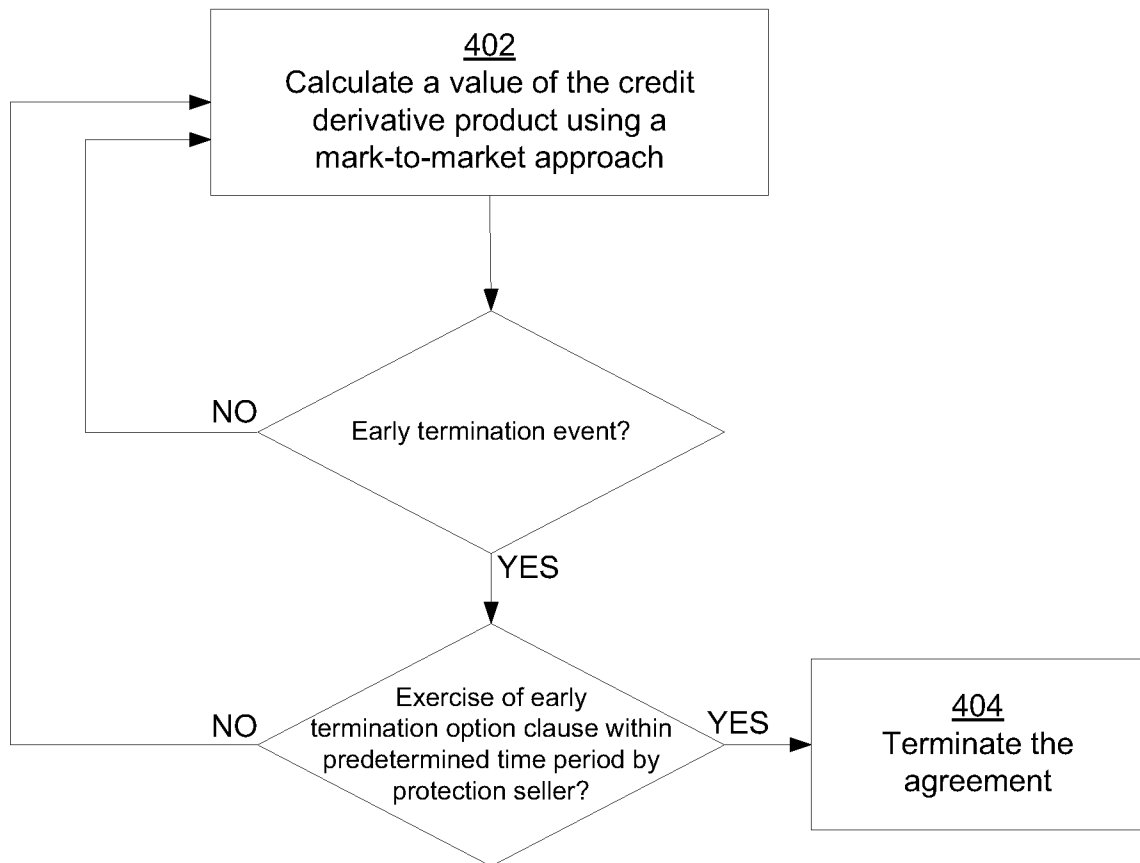 402
Calculate a value of the credit
derivative product using a
mark-to-market approach
NO
Early termination event?
YES
Exercise of early
termination option clause within
predetermined time period by
protection seller?
NO
YES
404
Terminate the
agreement